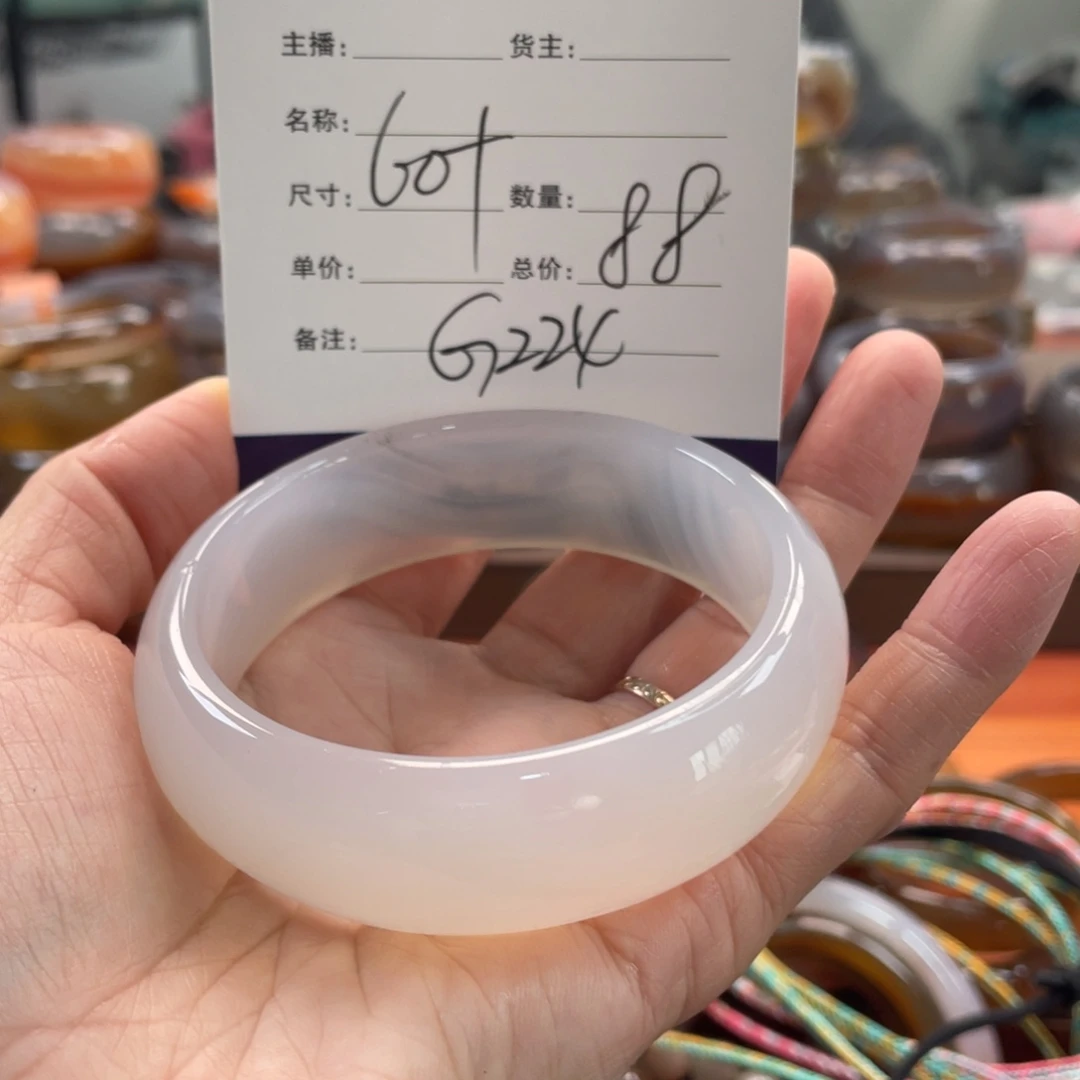 主播: 货主:
名称:
尺寸: 60+ 数量:
单价: 总价: 88
备注: G224